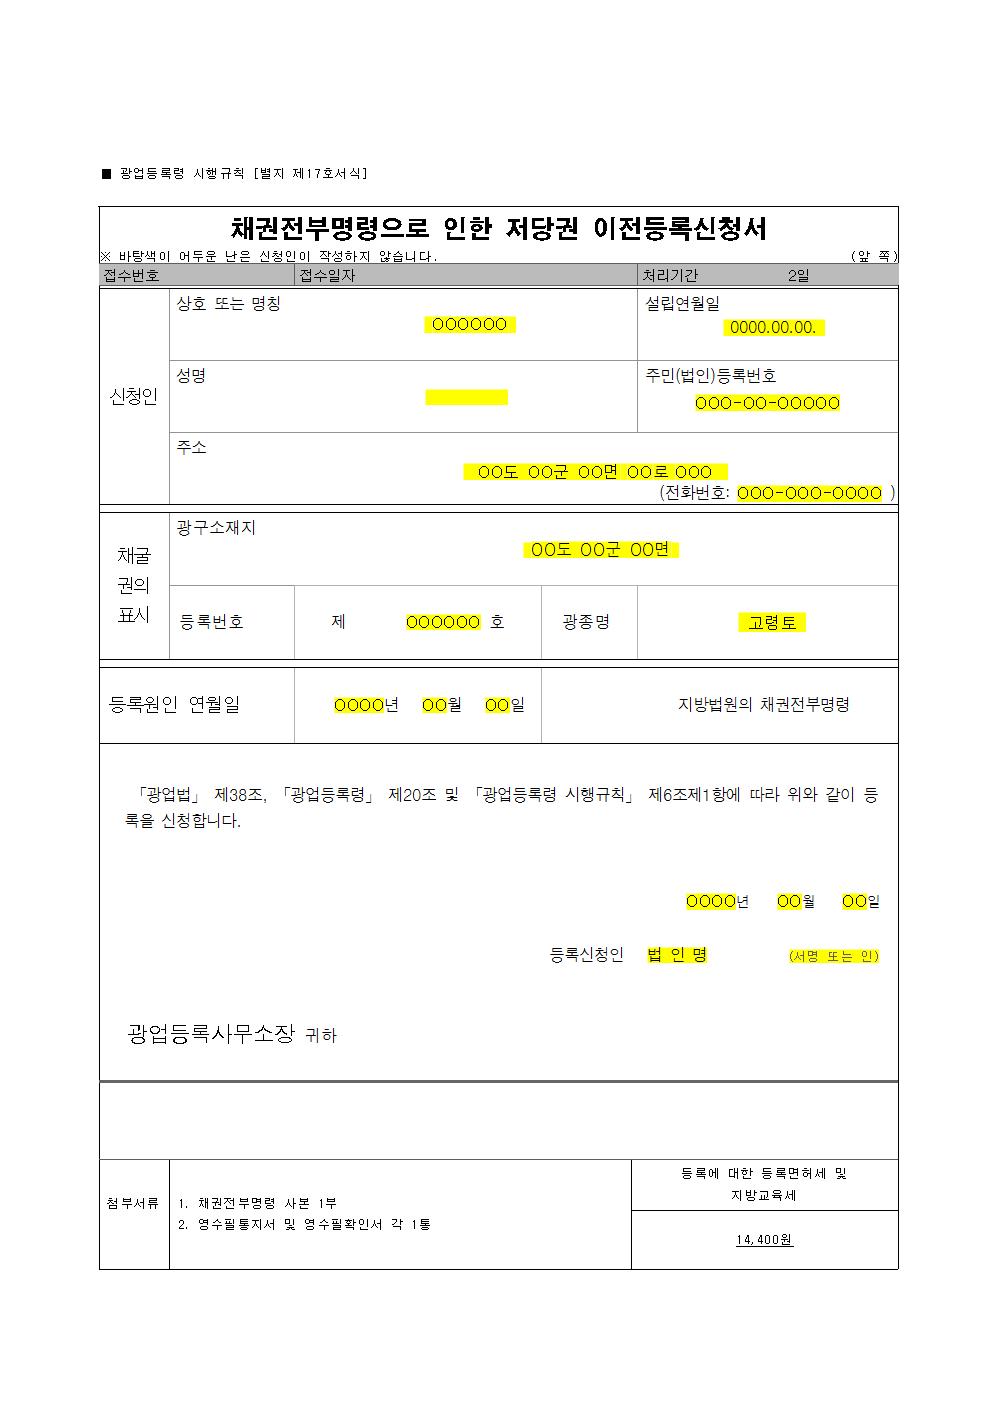 ■ 광업등록령 시행규칙 [별지 제17호서식]
채권전부명령으로 인한 저당권 이전등록신청서
※ 바탕색이 어두운 난은 신청인이 작성하지 않습니다. (앞 쪽)
접수번호 접수일자 처리기간 2일
신청인
상호 또는 명칭
OOOOOO
설립연월일
0000.00.00.
성명
주민(법인)등록번호
OOO-OO-OOOOO
주소
OO도 OO군 OO면 OO로 OOO
(전화번호: OOO-OOO-OOOO )
채굴
권의
표시
광구소재지
OO도 OO군 OO면
등록번호 제 OOOOOO 호 광종명 고령토
등록원인 연월일 OOOO년 OO월 OO일 지방법원의 채권전부명령
「광업법」 제38조, 「광업등록령」 제20조 및 「광업등록령 시행규칙」 제6조제1항에 따라 위와 같이 등
록을 신청합니다.
OOOO년 OO월 OO일
등록신청인 법 인 명 (서명 또는 인)
광업등록사무소장 귀하
첨부서류
1. 채권전부명령 사본 1부
2. 영수필통지서 및 영수필확인서 각 1통
등록에 대한 등록면허세 및
지방교육세
14,400원